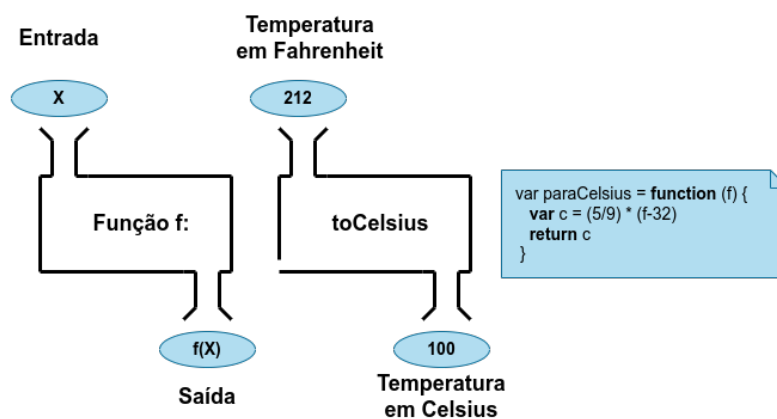 Entrada
X
Função f:
f(X)
Saída
Temperatura
em Fahrenheit
212
toCelsius
100
Temperatura
em Celsius
var paraCelsius = function (f) {
var c = (5/9) * (f-32)
return c
}